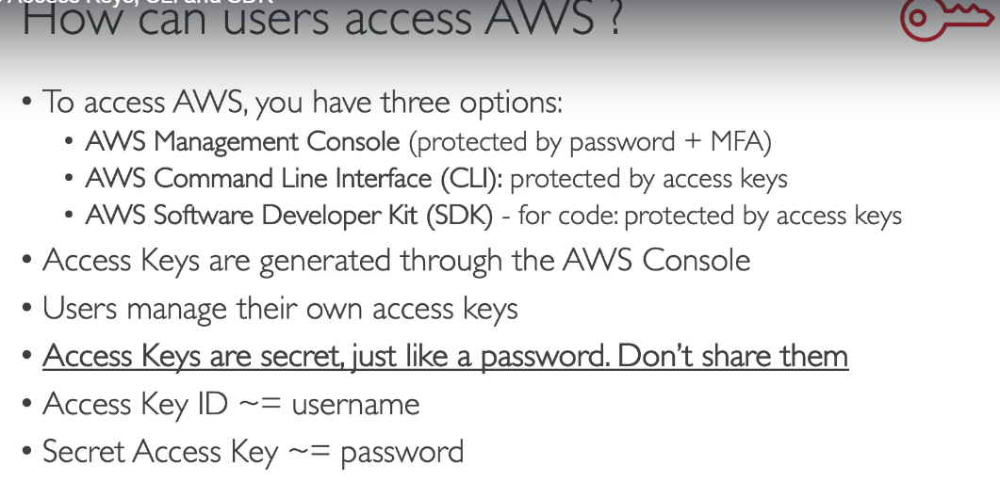 Access Keys, CLI and SDK
How can users access AWS ?
• To access AWS, you have three options:
• AWS Management Console (protected by password + MFA)
• AWS Command Line Interface (CLI): protected by access keys
• AWS Software Developer Kit (SDK) - for code: protected by access keys
• Access Keys are generated through the AWS Console
• Users manage their own access keys
• Access Keys are secret, just like a password. Don’t share them
• Access Key ID ~= username
• Secret Access Key ~= password